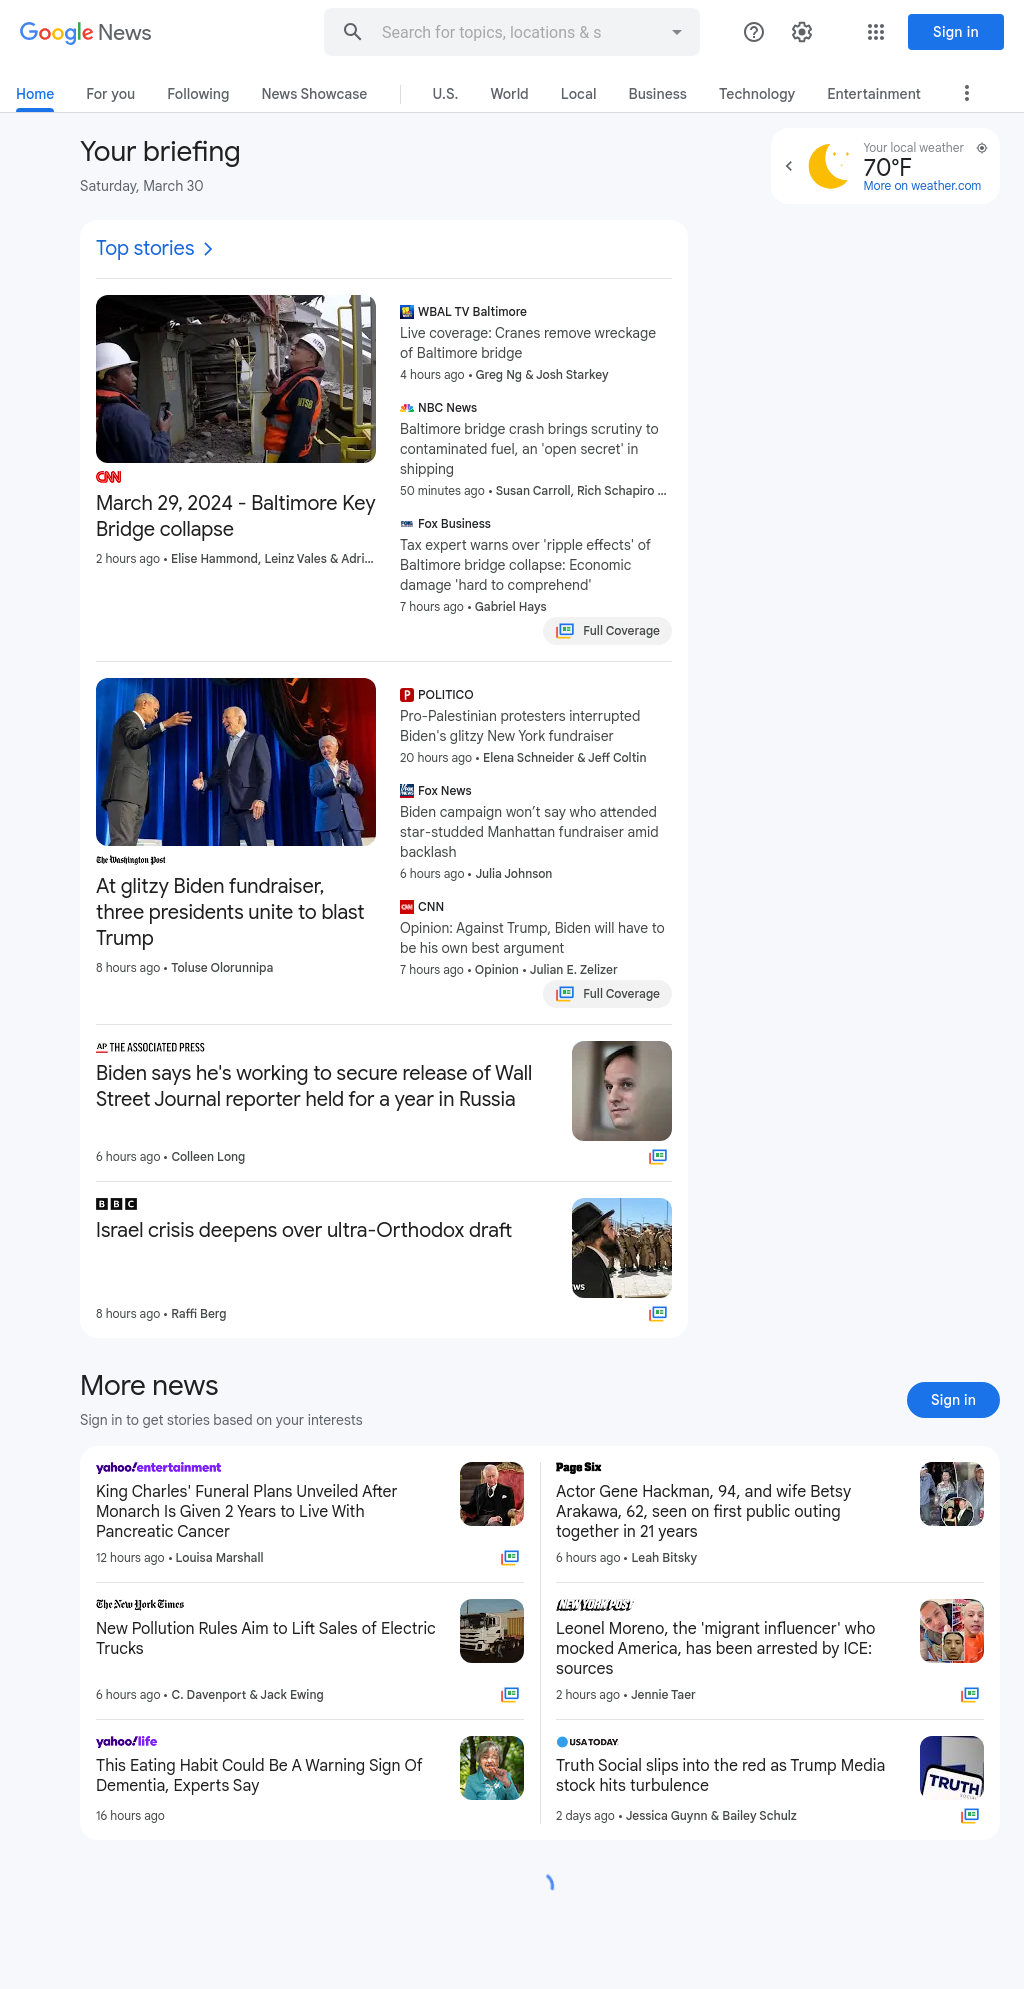 Google News
Search for topics, locations & s
Sign in
Home
For you
Following
News Showcase
U.S.
World
Local
Business
Technology
Entertainment
Your briefing
Saturday, March 30
Your local weather
70°F
More on weather.com
Top stories
CNN
March 29, 2024 - Baltimore Key
Bridge collapse
2 hours ago • Elise Hammond, Leinz Vales & Adri...
WBAL TV Baltimore
Live coverage: Cranes remove wreckage
of Baltimore bridge
4 hours ago • Greg Ng & Josh Starkey
NBC News
Baltimore bridge crash brings scrutiny to
contaminated fuel, an 'open secret' in
shipping
50 minutes ago • Susan Carroll, Rich Schapiro ...
Fox Business
Tax expert warns over 'ripple effects' of
Baltimore bridge collapse: Economic
damage 'hard to comprehend'
7 hours ago • Gabriel Hays
Full Coverage
The Washington Post
At glitzy Biden fundraiser,
three presidents unite to blast
Trump
8 hours ago • Toluse Olorunnipa
POLITICO
Pro-Palestinian protesters interrupted
Biden's glitzy New York fundraiser
20 hours ago • Elena Schneider & Jeff Coltin
Fox News
Biden campaign won’t say who attended
star-studded Manhattan fundraiser amid
backlash
6 hours ago • Julia Johnson
CNN
Opinion: Against Trump, Biden will have to
be his own best argument
7 hours ago • Opinion • Julian E. Zelizer
Full Coverage
AP THE ASSOCIATED PRESS
Biden says he's working to secure release of Wall
Street Journal reporter held for a year in Russia
6 hours ago • Colleen Long
BBC
Israel crisis deepens over ultra-Orthodox draft
8 hours ago • Raffi Berg
More news
Sign in to get stories based on your interests
Sign in
yahoo!entertainment
King Charles' Funeral Plans Unveiled After
Monarch Is Given 2 Years to Live With
Pancreatic Cancer
12 hours ago • Louisa Marshall
Page Six
Actor Gene Hackman, 94, and wife Betsy
Arakawa, 62, seen on first public outing
together in 21 years
6 hours ago • Leah Bitsky
The New York Times
New Pollution Rules Aim to Lift Sales of Electric
Trucks
6 hours ago • C. Davenport & Jack Ewing
NEW YORK POST
Leonel Moreno, the 'migrant influencer' who
mocked America, has been arrested by ICE:
sources
2 hours ago • Jennie Taer
yahoo!life
This Eating Habit Could Be A Warning Sign Of
Dementia, Experts Say
16 hours ago
USA TODAY
Truth Social slips into the red as Trump Media
stock hits turbulence
2 days ago • Jessica Guynn & Bailey Schulz
TRUTH